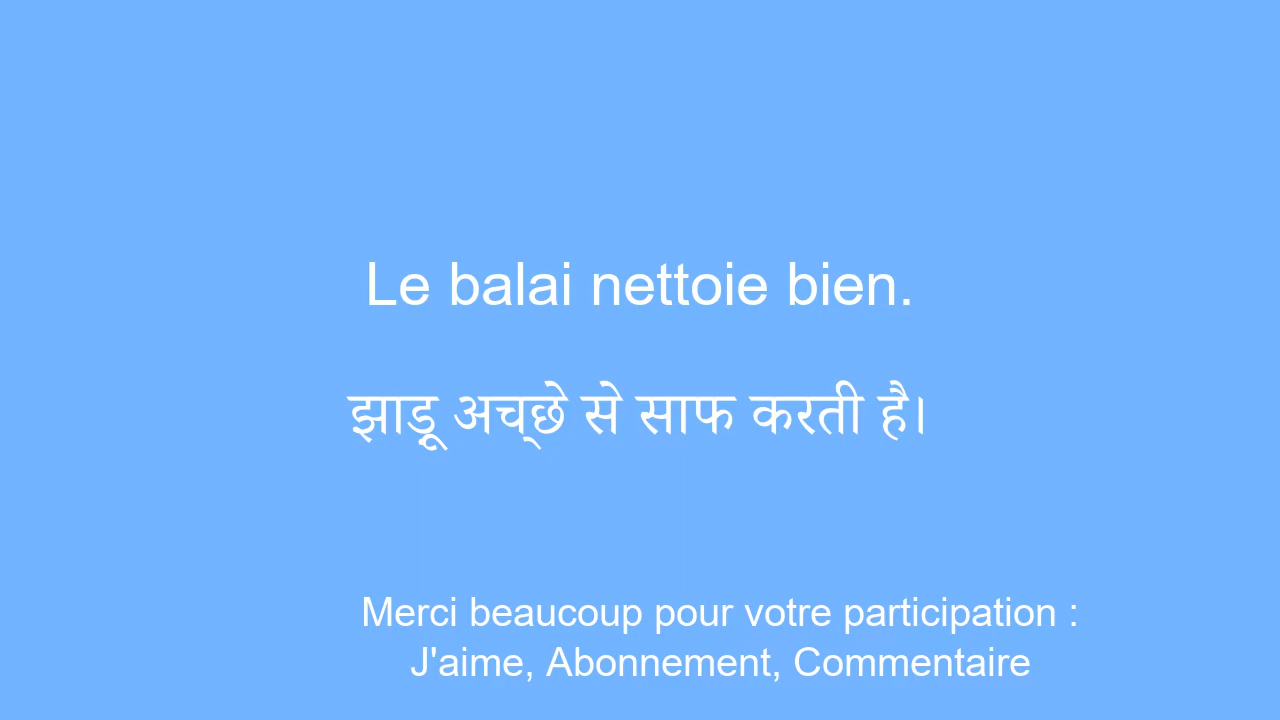 Le balai nettoie bien.
झाड़ू अच्छे से साफ करती है।
Merci beaucoup pour votre participation :
J'aime, Abonnement, Commentaire